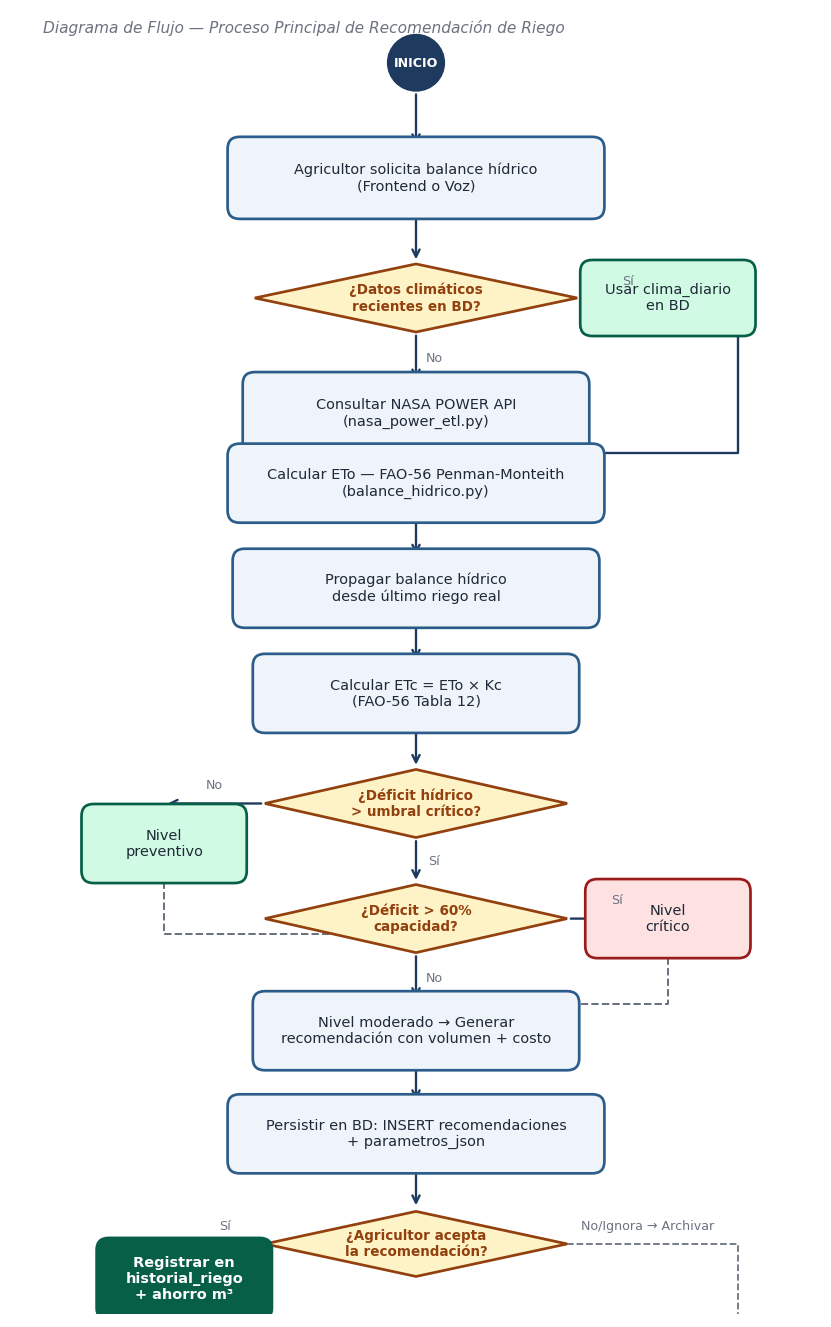 Diagrama de Flujo — Proceso Principal de Recomendación de Riego
INICIO
Agricultor solicita balance hídrico
(Frontend o Voz)
¿Datos climáticos
recientes en BD?
Sí
Usar clima_diario
en BD
No
Consultar NASA POWER API
(nasa_power_etl.py)
Calcular ETo — FAO-56 Penman-Monteith
(balance_hidrico.py)
Propagar balance hídrico
desde último riego real
Calcular ETc = ETo × Kc
(FAO-56 Tabla 12)
No
¿Déficit hídrico
> umbral crítico?
Nivel
preventivo
Sí
¿Déficit > 60%
capacidad?
Sí
Nivel
crítico
No
Nivel moderado → Generar
recomendación con volumen + costo
Persistir en BD: INSERT recomendaciones
+ parametros_json
Sí
¿Agricultor acepta
la recomendación?
No/Ignora → Archivar
Registrar en
historial_riego
+ ahorro m³